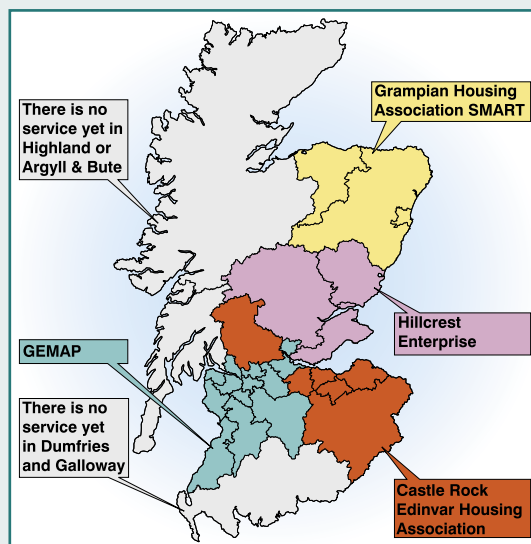 Grampian Housing
Association SMART
There is no
service yet in
Highland or
Argyll & Bute
Hillcrest
Enterprise
GEMAP
There is no
service yet
in Dumfries
and Galloway
Castle Rock
Edinvar Housing
Association